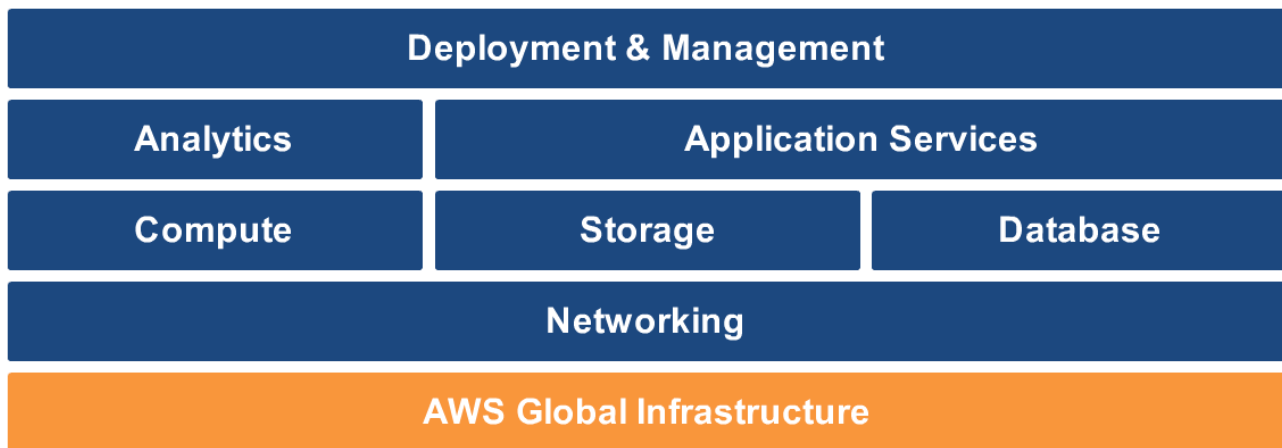 Deployment & Management
Analytics
Application Services
Compute
Storage
Database
Networking
AWS Global Infrastructure